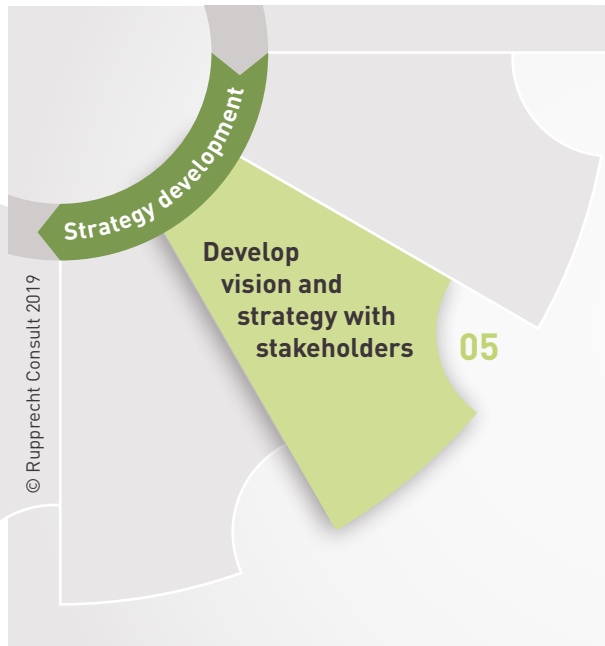 Strategy development
Develop
vision and
strategy with
stakeholders
05
© Rupprecht Consult 2019